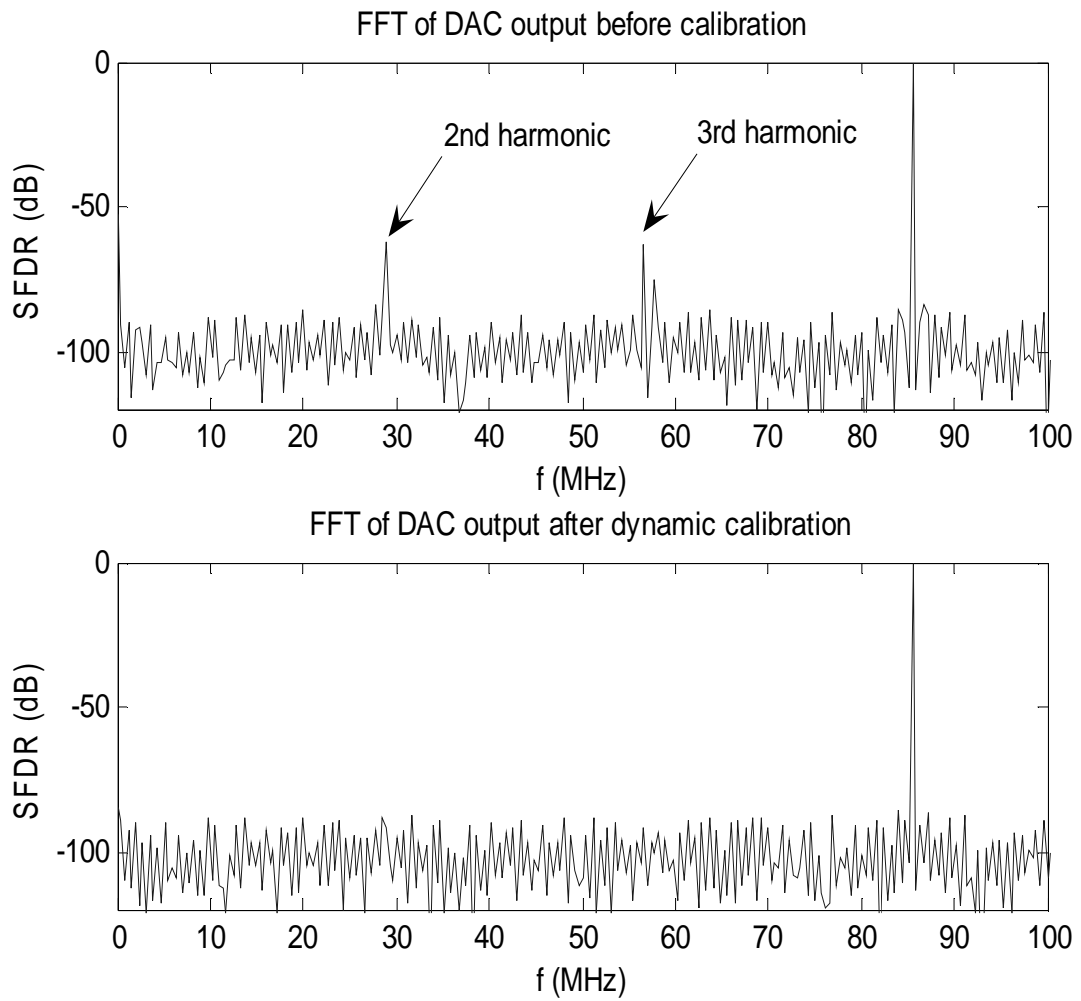 FFT of DAC output before calibration
0
-50
-100
SFDR (dB)
2nd harmonic
3rd harmonic
0 10 20 30 40 50 60 70 80 90 100
f (MHz)
FFT of DAC output after dynamic calibration
0
-50
-100
SFDR (dB)
0 10 20 30 40 50 60 70 80 90 100
f (MHz)